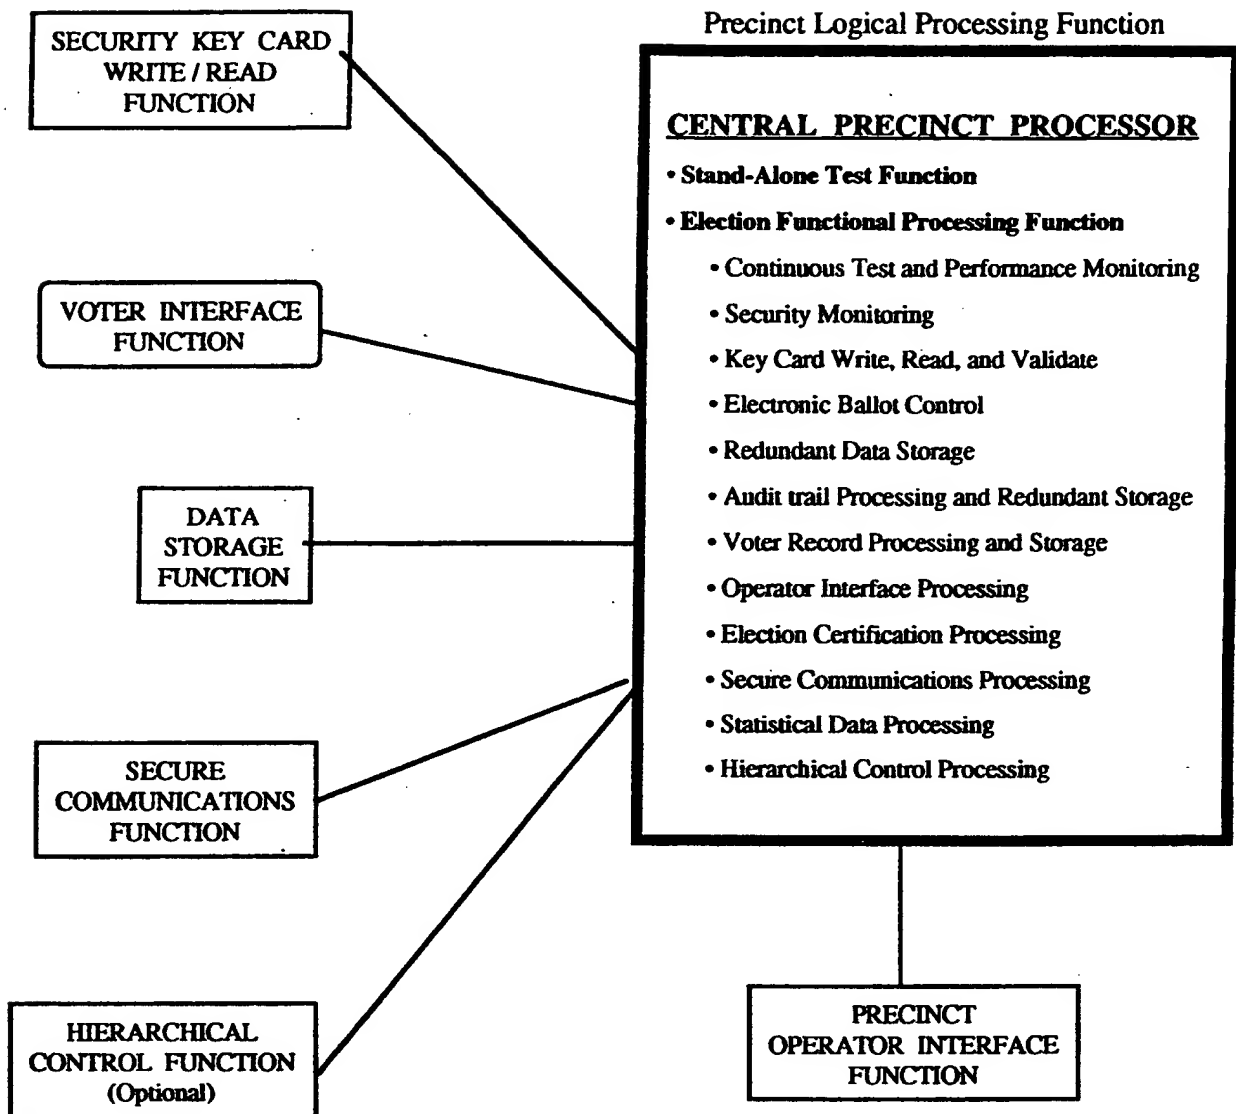 SECURITY KEY CARD
WRITE / READ
FUNCTION
VOTER INTERFACE
FUNCTION
DATA
STORAGE
FUNCTION
SECURE
COMMUNICATIONS
FUNCTION
HIERARCHICAL
CONTROL FUNCTION
(Optional)
Precinct Logical Processing Function
CENTRAL PRECINCT PROCESSOR
• Stand-Alone Test Function
• Election Functional Processing Function
• Continuous Test and Performance Monitoring
• Security Monitoring
• Key Card Write, Read, and Validate
• Electronic Ballot Control
• Redundant Data Storage
• Audit trail Processing and Redundant Storage
• Voter Record Processing and Storage
• Operator Interface Processing
• Election Certification Processing
• Secure Communications Processing
• Statistical Data Processing
• Hierarchical Control Processing
PRECINCT
OPERATOR INTERFACE
FUNCTION